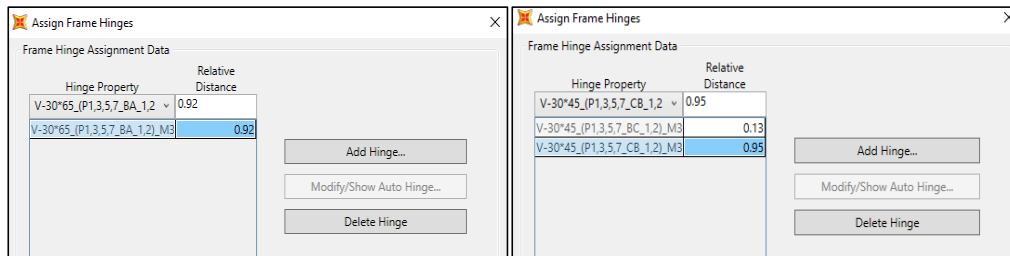 Assign Frame Hinges
Frame Hinge Assignment Data
Hinge Property
Relative
Distance
V-30*65_(P1,3,5,7_BA_1,2
0.92
V-30*65_(P1,3,5,7_BA_1,2)_M3
0.92
Add Hinge...
Modify/Show Auto Hinge...
Delete Hinge
Assign Frame Hinges
Frame Hinge Assignment Data
Hinge Property
Relative
Distance
V-30*45_(P1,3,5,7_CB_1,2
0.95
V-30*45_(P1,3,5,7_BC_1,2)_M3
0.13
V-30*45_(P1,3,5,7_CB_1,2)_M3
0.95
Add Hinge...
Modify/Show Auto Hinge...
Delete Hinge